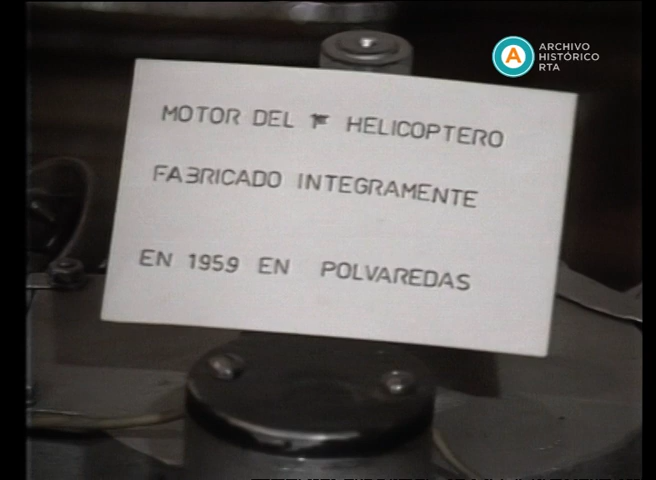 A
ARCHIVO
HISTÓRICO
RTA
MOTOR DEL 1er HELICOPTERO
FABRICADO INTEGRAMENTE
EN 1959 EN POLVAREDAS